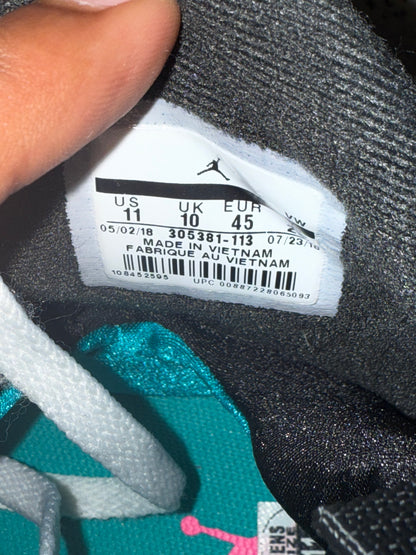 US UK EUR
11 10 45
05/02/18 305381-113 07/23/18
MADE IN VIETNAM
FABRIQUE AU VIETNAM
108452595
UPC 00887228065093